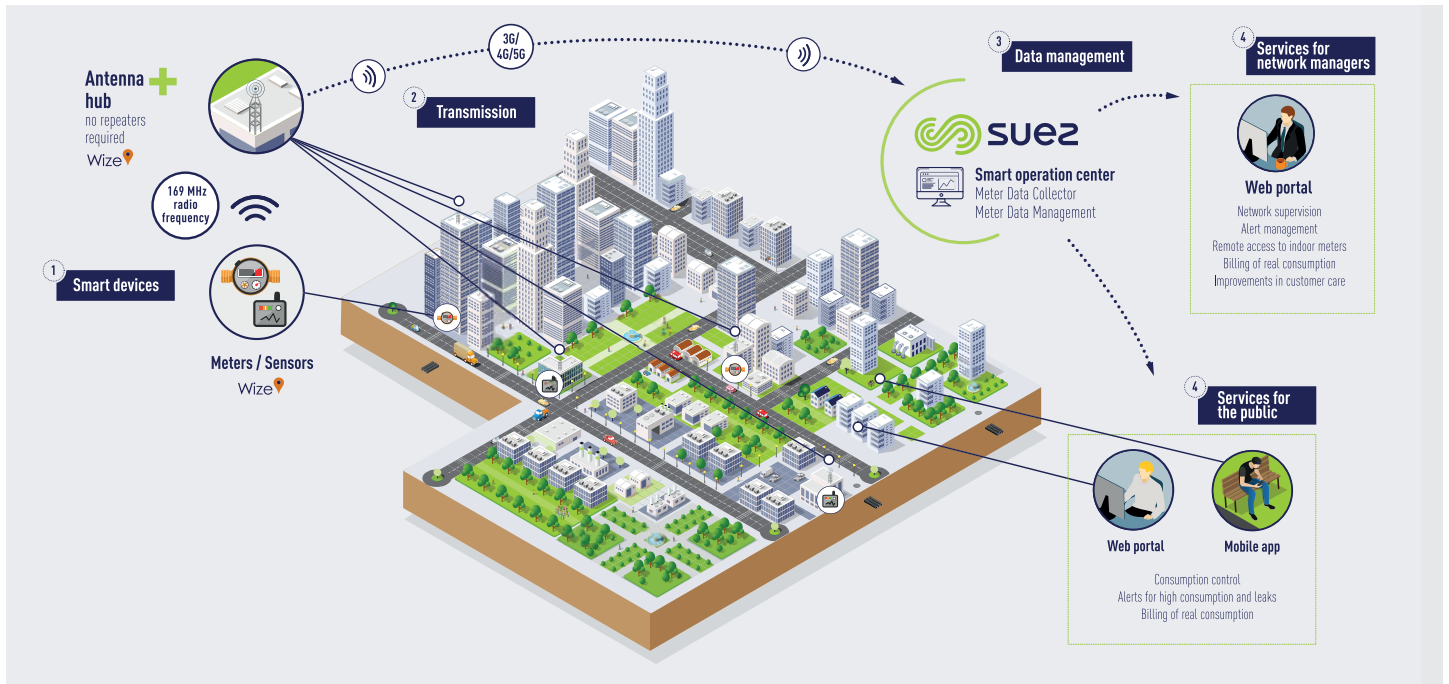 Antenna
hub
no repeaters
required
Wize
169 MHz
radio
frequency
1
Smart devices
Meters / Sensors
Wize
3G/
4G/5G
2
Transmission
3
Data management
suez
Smart operation center
Meter Data Collector
Meter Data Management
4
Services for
network managers
Web portal
Network supervision
Alert management
Remote access to indoor meters
Billing of real consumption
Improvements in customer care
4
Services for
the public
Web portal
Mobile app
Consumption control
Alerts for high consumption and leaks
Billing of real consumption